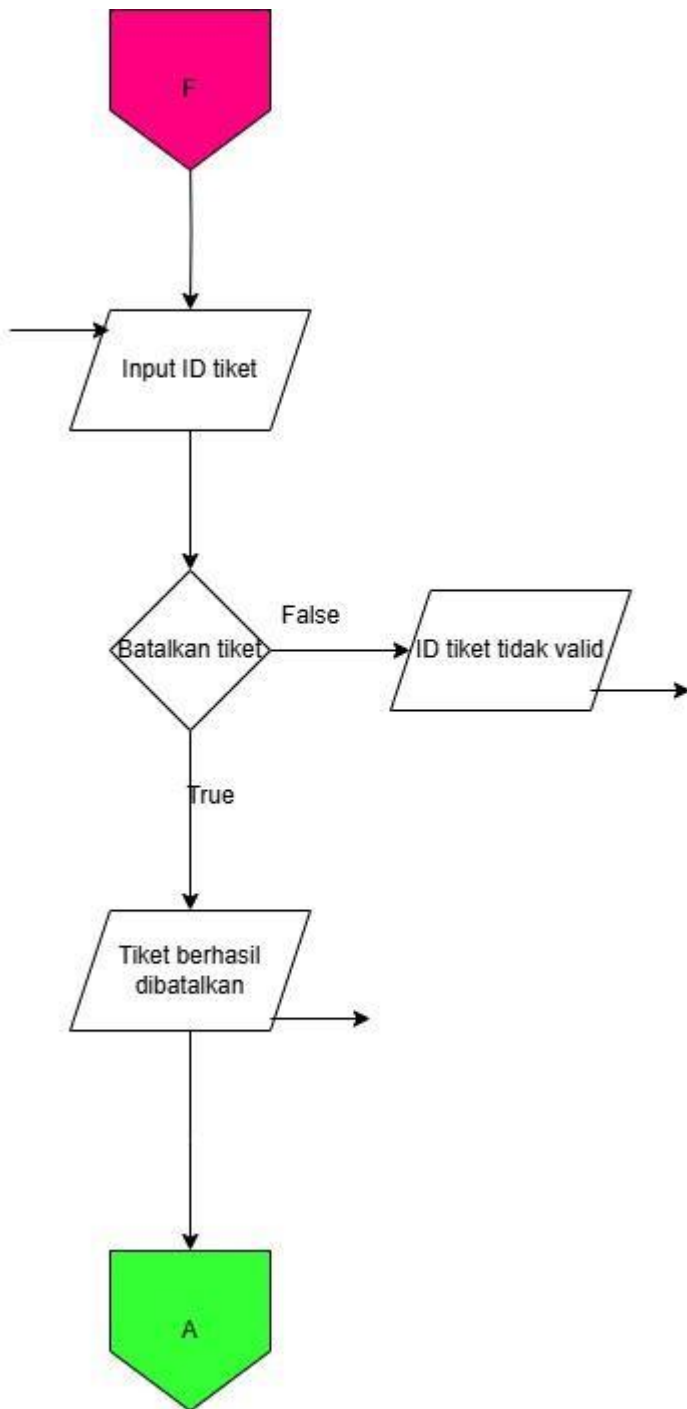 F
Input ID tiket
False
Batalkan tiket
ID tiket tidak valid
True
Tiket berhasil
dibatalkan
A